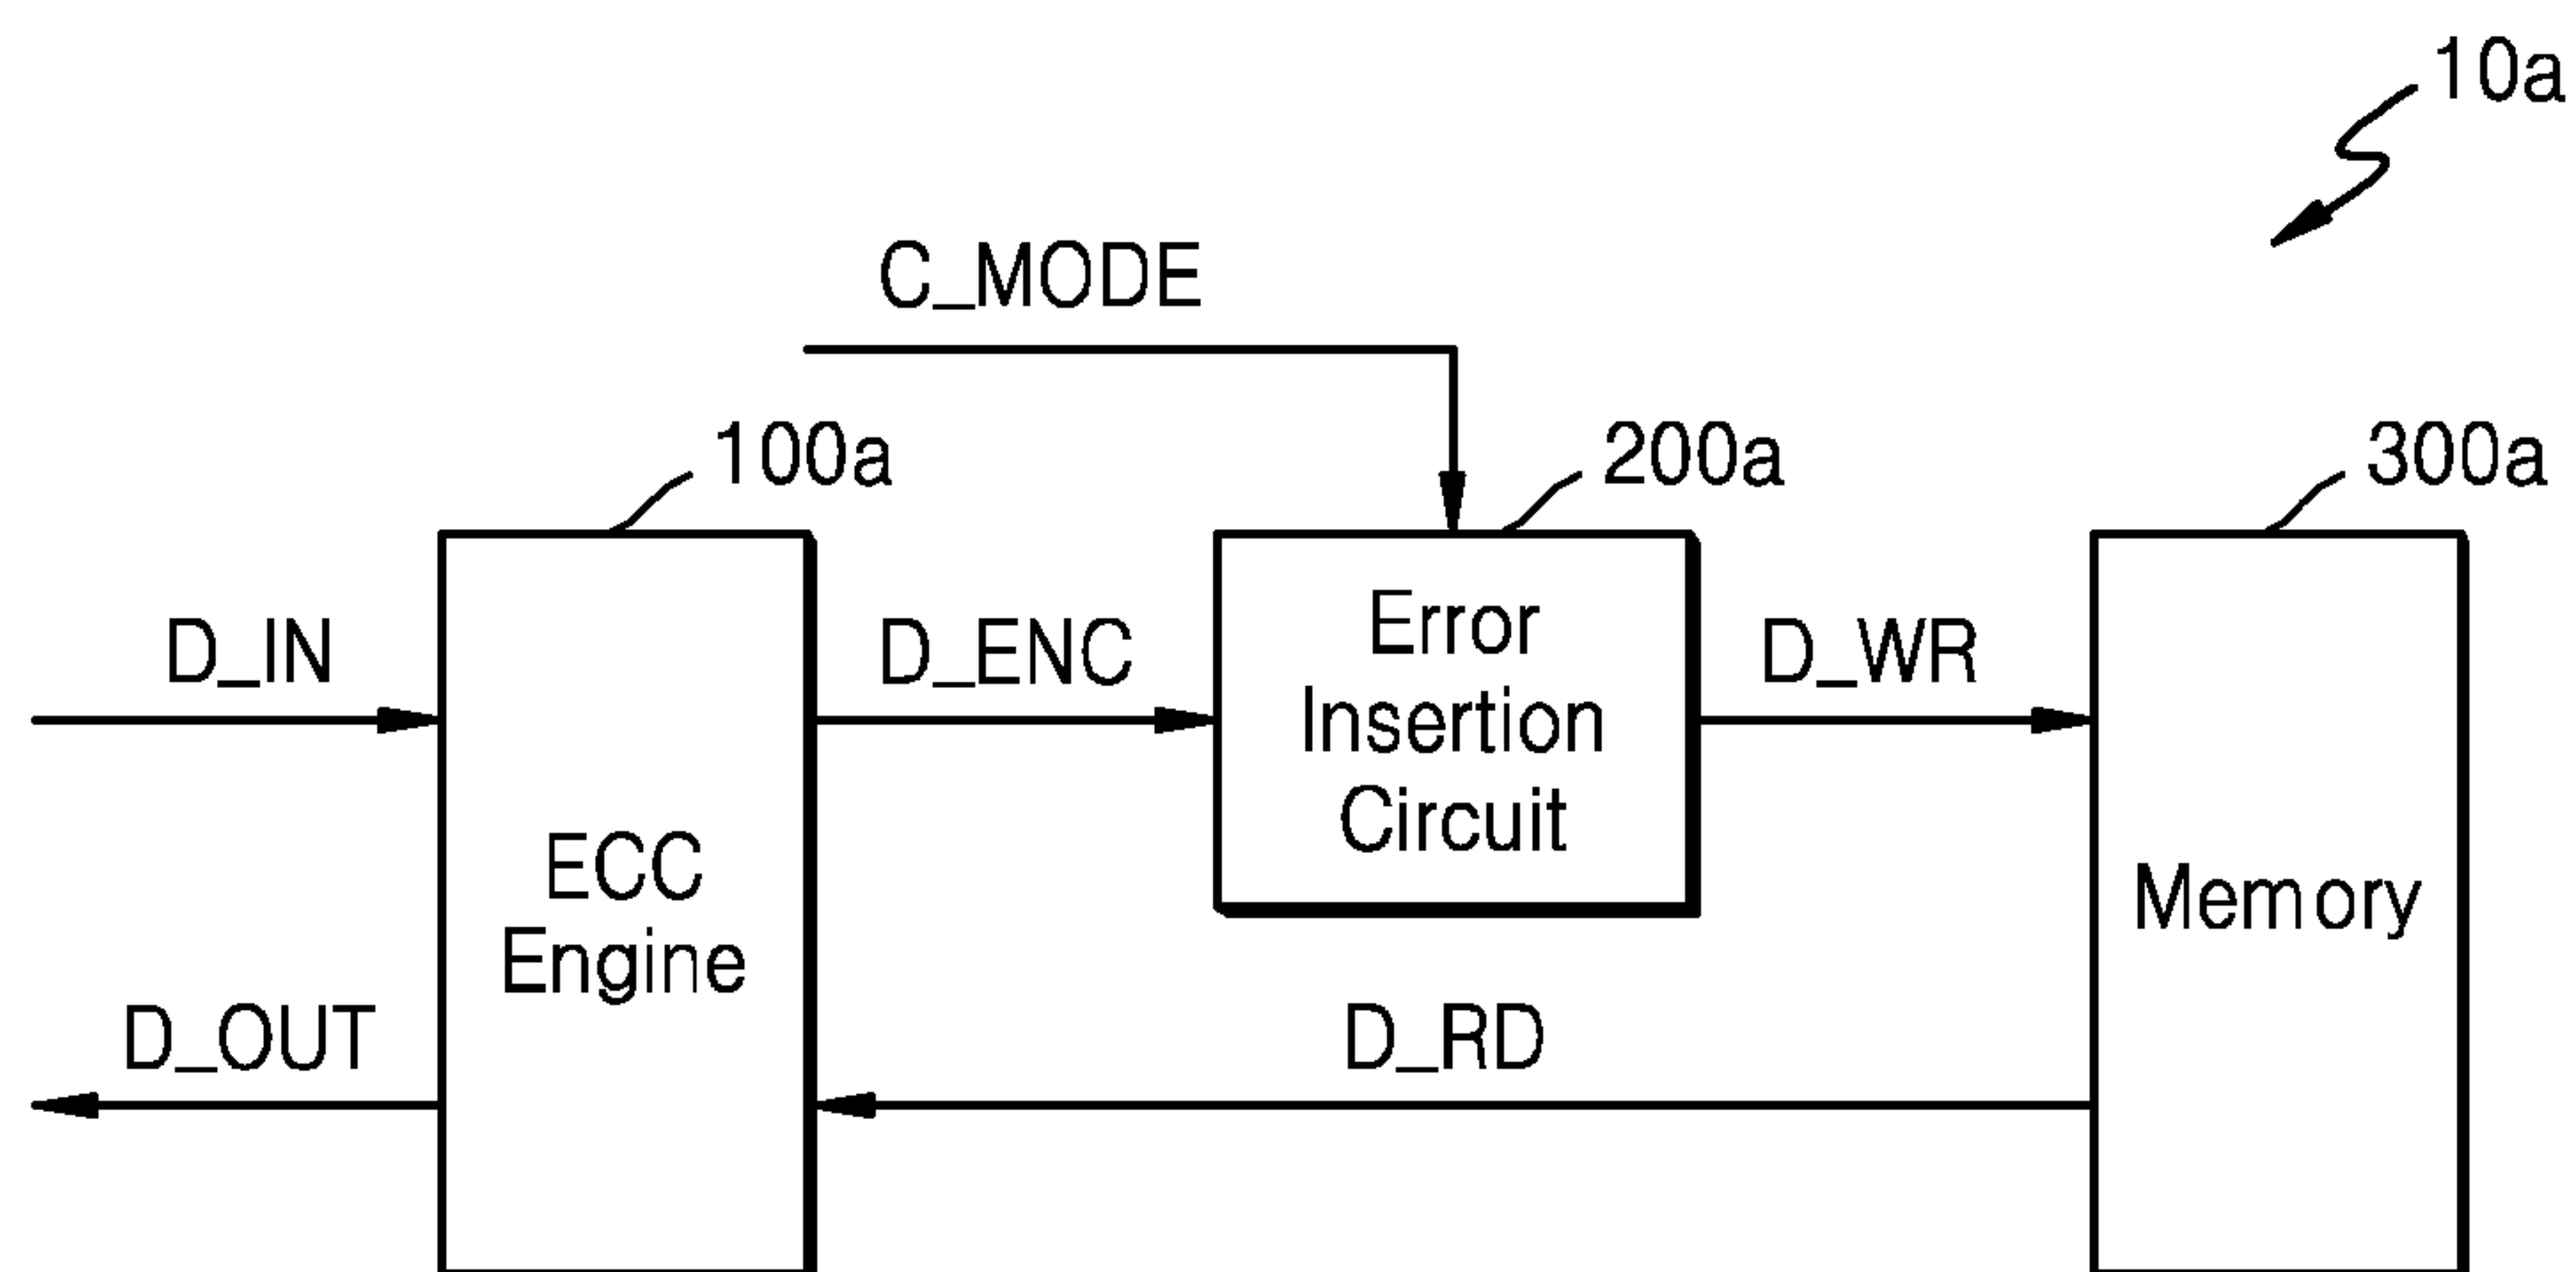 10a
C_MODE
100a
200a
300a
D_IN
D_ENC
Error
Insertion
Circuit
D_WR
ECC
Engine
Memory
D_OUT
D_RD